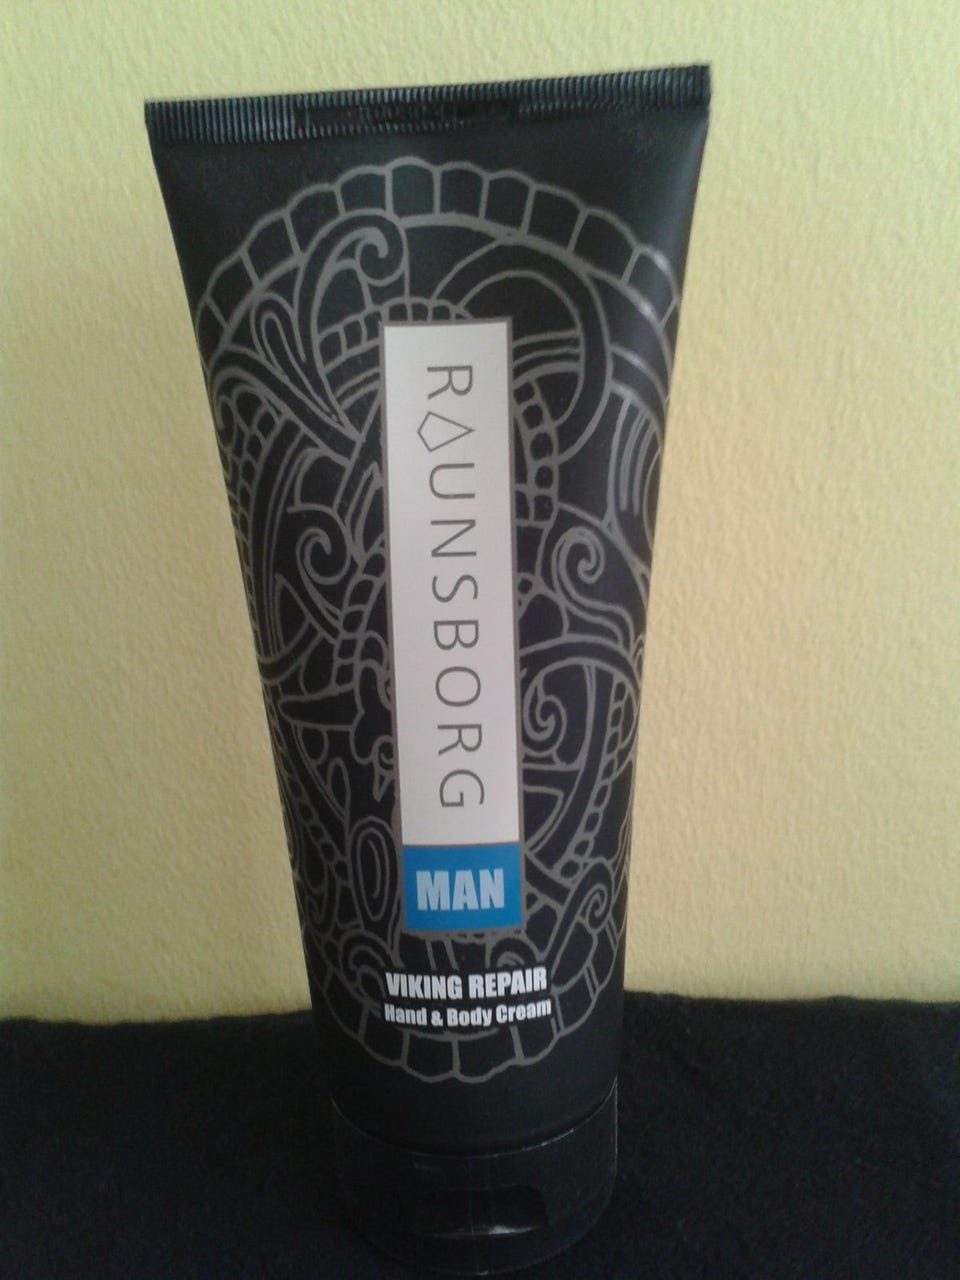 RAUNSBORG
MAN
VIKING REPAIR
Hand & Body Cream